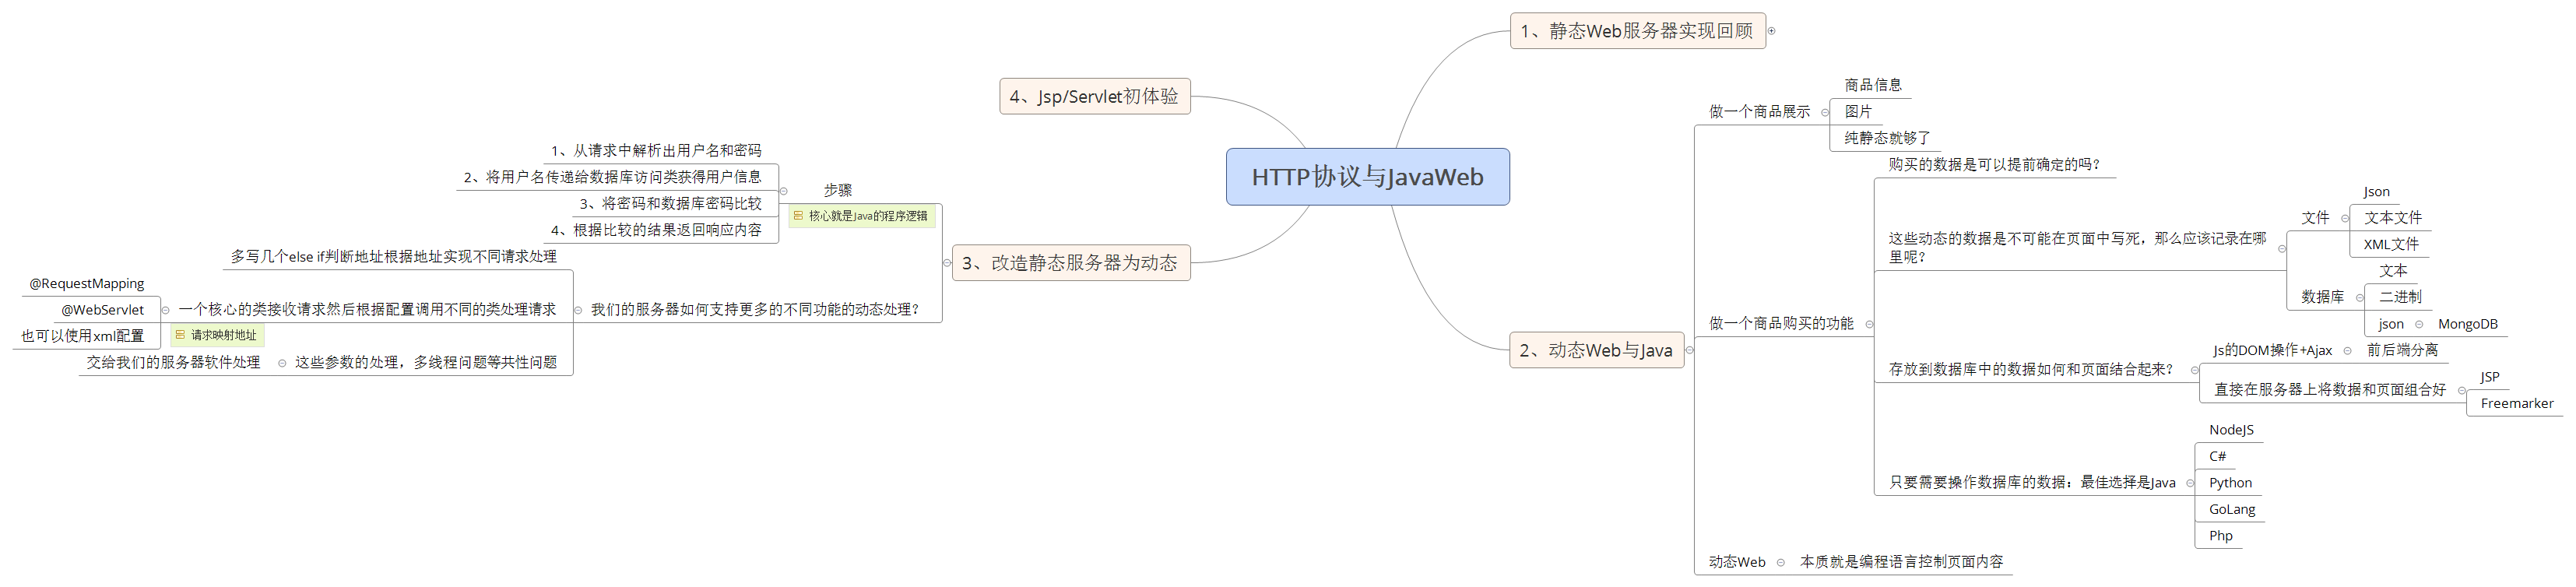 HTTP协议与JavaWeb
1、静态Web服务器实现回顾
2、动态Web与Java
做一个商品展示
商品信息
图片
纯静态就够了
做一个商品购买的功能
购买的数据是可以提前确定的吗？
这些动态的数据是不可能在页面中写死，那么应该记录在哪
里呢？
文件
Json
文本文件
XML文件
数据库
文本
二进制
json
MongoDB
存放到数据库中的数据如何和页面结合起来？
Js的DOM操作+Ajax
前后端分离
直接在服务器上将数据和页面组合好
JSP
Freemarker
只要需要操作数据库的数据：最佳选择是Java
NodeJS
C#
Python
GoLang
Php
动态Web
本质就是编程语言控制页面内容
3、改造静态服务器为动态
步骤
核心就是Java的程序逻辑
1、从请求中解析出用户名和密码
2、将用户名传递给数据库访问类获得用户信息
3、将密码和数据库密码比较
4、根据比较的结果返回响应内容
我们的服务器如何支持更多的不同功能的动态处理？
多写几个else if判断地址根据地址实现不同请求处理
一个核心的类接收请求然后根据配置调用不同的类处理请求
请求映射地址
@RequestMapping
@WebServlet
也可以使用xml配置
这些参数的处理，多线程问题等共性问题
交给我们的服务器软件处理
4、Jsp/Servlet初体验